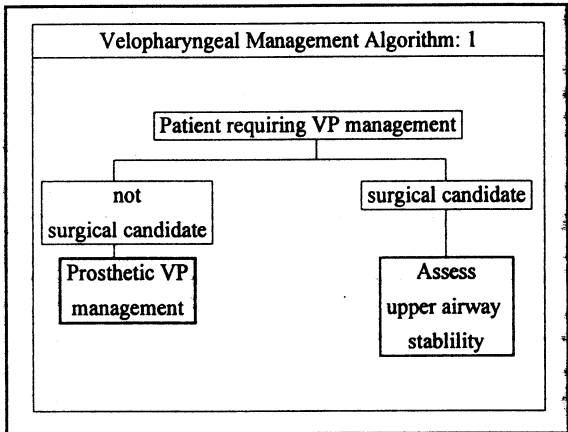 Velopharyngeal Management Algorithm: 1
Patient requiring VP management
not
surgical candidate
surgical candidate
Prosthetic VP
management
Assess
upper airway
stablility